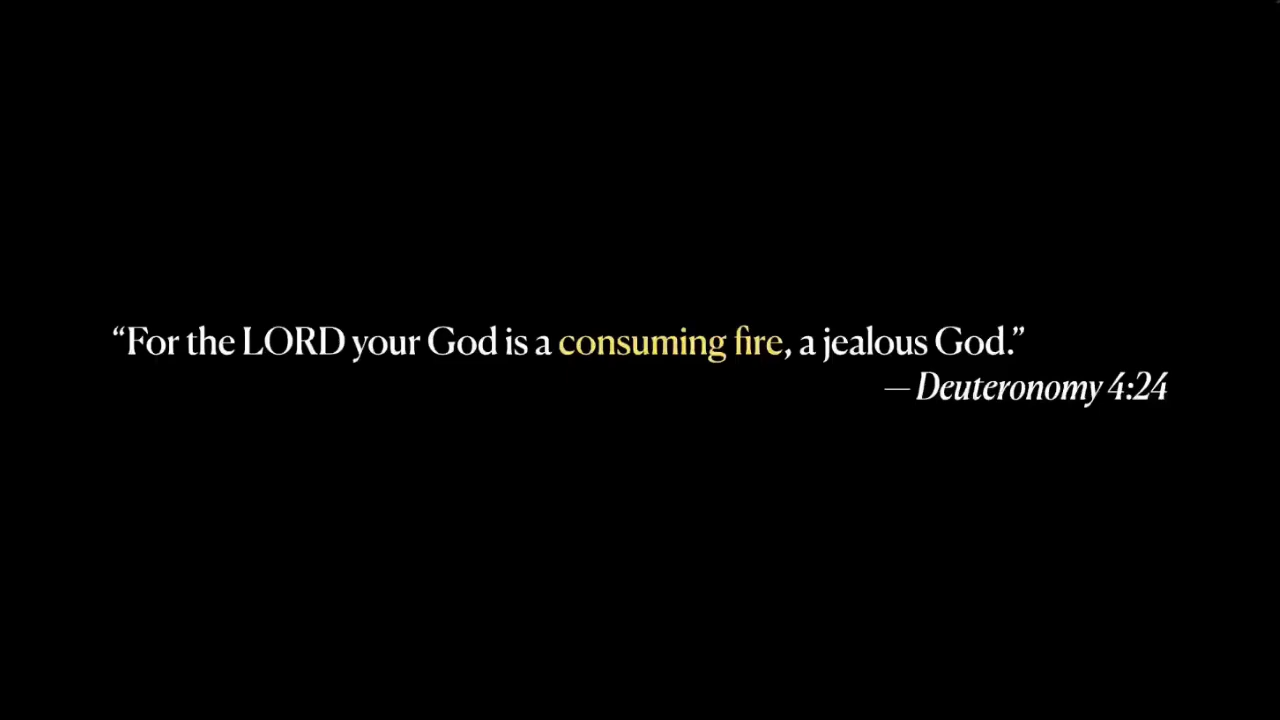 “For the LORD your God is a consuming fire, a jealous God.”
— Deuteronomy 4:24